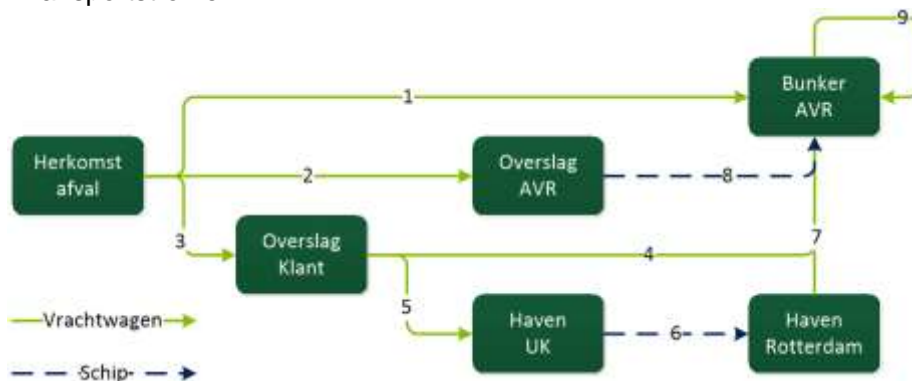 9
Bunker
AVR
1
Herkomst
afval
2
Overslag
AVR
8
3
Overslag
Klant
4
7
5
Vrachtwagen
Haven
UK
6
Haven
Rotterdam
Schip